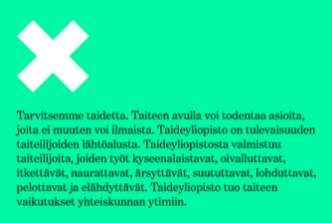 Tarvitsemme taidetta. Taiteen avulla voi todentaa asioita,
joita ei muuten voi ilmaista. Taideyliopisto on tulevaisuuden
taiteilijoiden lähtöalusta. Taideyliopistosta valmistuu
taiteilijoita, joiden työt kyseenalaistavat, oivalluttavat,
itkettävät, naurattavat, ärsyttävät, suututtavat, lohduttavat,
pelottavat ja elähdyttävät. Taideyliopisto tuo taiteen
vaikutukset yhteiskunnan ytimiin.